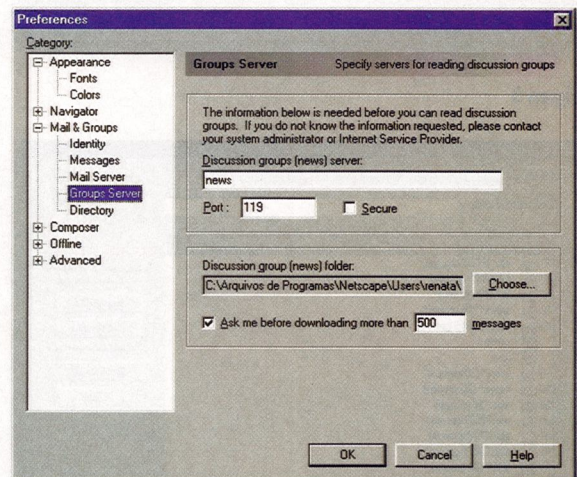 Preferences
Category:
Appearance
Fonts
Colors
Navigator
Mail & Groups
Identity
Messages
Mail Server
Groups Server
Directory
Composer
Offline
Advanced
Groups Server Specify servers for reading discussion groups
The information below is needed before you can read discussion
groups. If you do not know the information requested, please contact
your system administrator or Internet Service Provider.
Discussion groups (news) server:
news
Port: 119 Secure
Discussion group (news) folder:
C:\Arquivos de Programas\Netscape\Users\renata\ Choose...
Ask me before downloading more than 500 messages
OK Cancel Help